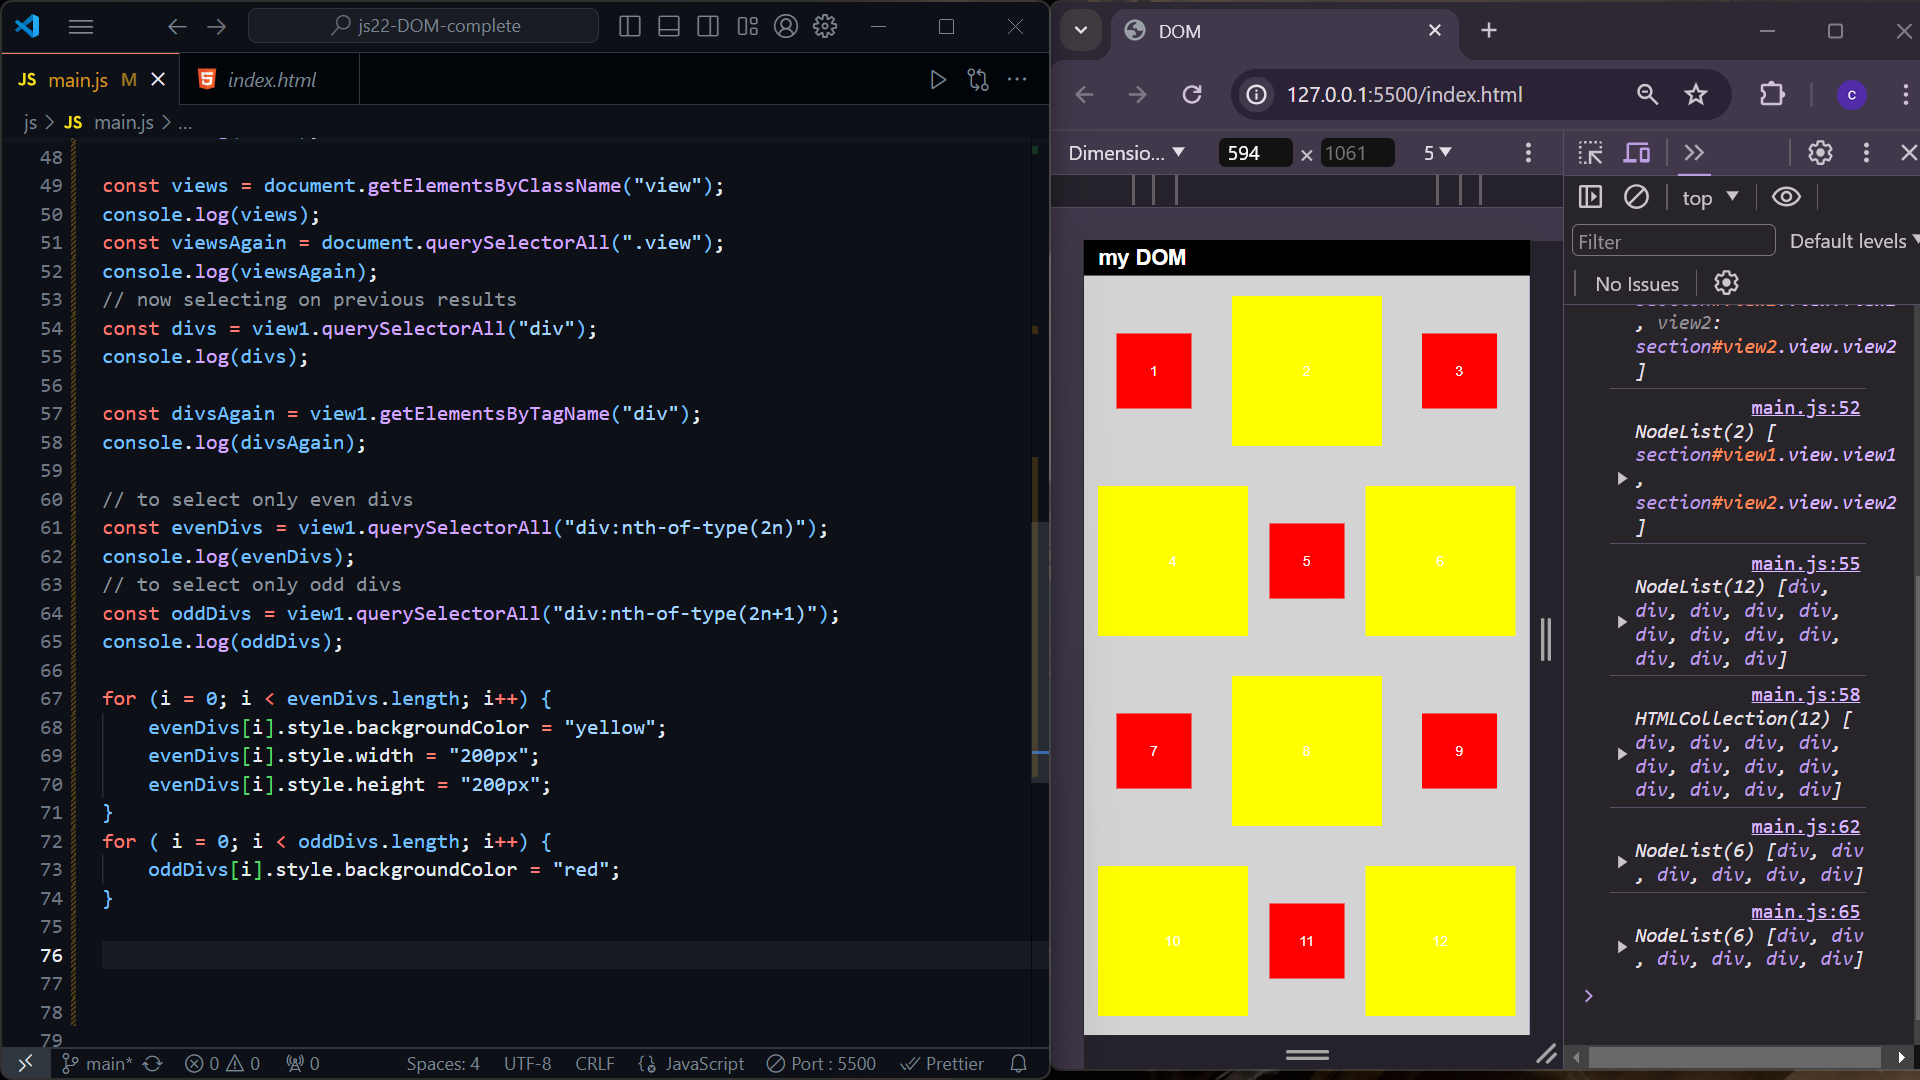 js22-DOM-complete
JS main.js M
index.html
js > JS main.js > ...
48
49 const views = document.getElementsByClassName("view");
50 console.log(views);
51 const viewsAgain = document.querySelectorAll(".view");
52 console.log(viewsAgain);
53 // now selecting on previous results
54 const divs = view1.querySelectorAll("div");
55 console.log(divs);
56
57 const divsAgain = view1.getElementsByTagName("div");
58 console.log(divsAgain);
59
60 // to select only even divs
61 const evenDivs = view1.querySelectorAll("div:nth-of-type(2n)");
62 console.log(evenDivs);
63 // to select only odd divs
64 const oddDivs = view1.querySelectorAll("div:nth-of-type(2n+1)");
65 console.log(oddDivs);
66
67 for (i = 0; i < evenDivs.length; i++) {
68 evenDivs[i].style.backgroundColor = "yellow";
69 evenDivs[i].style.width = "200px";
70 evenDivs[i].style.height = "200px";
71 }
72 for ( i = 0; i < oddDivs.length; i++) {
73 oddDivs[i].style.backgroundColor = "red";
74 }
75
76
77
78
79
main* 0 0 0 Spaces: 4 UTF-8 CRLF {} JavaScript Port : 5500 Prettier
DOM
127.0.0.1:5500/index.html
c
Dimensio... 594 × 1061 5
my DOM
1 2 3
4 5 6
7 8 9
10 11 12
top
Filter
Default levels
No Issues
, view2:
section#view2.view.view2
]
main.js:52
NodeList(2) [
section#view1.view.view1
,
section#view2.view.view2
]
main.js:55
NodeList(12) [div,
div, div, div, div,
div, div, div, div,
div, div, div]
main.js:58
HTMLCollection(12) [
div, div, div, div,
div, div, div, div,
div, div, div, div]
main.js:62
NodeList(6) [div, div
, div, div, div, div]
main.js:65
NodeList(6) [div, div
, div, div, div, div]